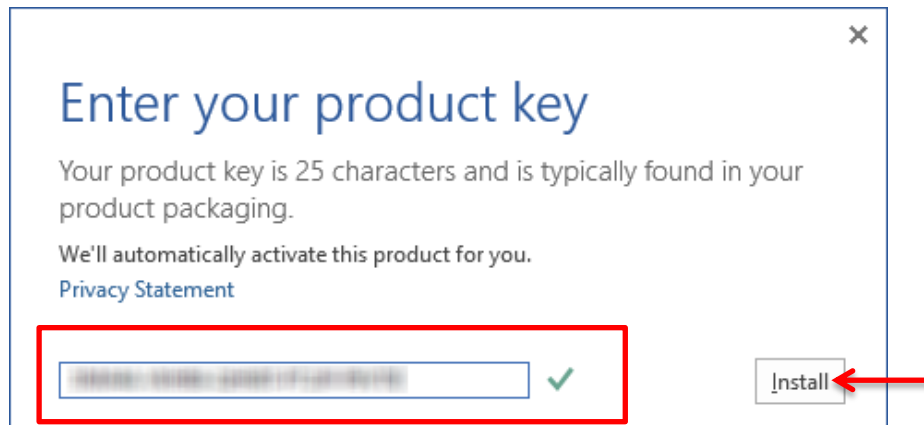 Enter your product key
Your product key is 25 characters and is typically found in your
product packaging.
We'll automatically activate this product for you.
Privacy Statement
Install